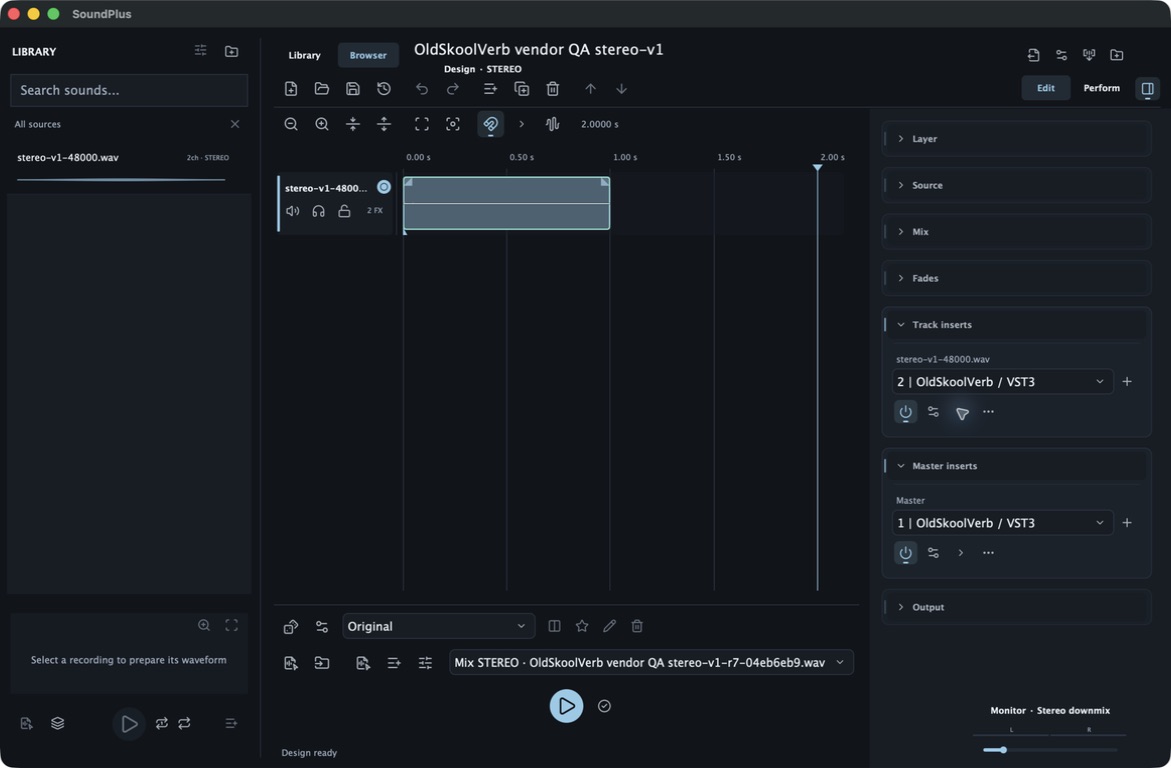 SoundPlus
LIBRARY
Search sounds...
All sources
stereo-v1-48000.wav 2ch · STEREO
Select a recording to prepare its waveform
Library Browser OldSkoolVerb vendor QA stereo-v1
Design · STEREO
Edit Perform
2.0000 s
0.00 s 0.50 s 1.00 s 1.50 s 2.00 s
stereo-v1-4800...
2 FX
Original
Mix STEREO · OldSkoolVerb vendor QA stereo-v1-r7-04eb6eb9.wav
Design ready
Layer
Source
Mix
Fades
Track inserts
stereo-v1-48000.wav
2 | OldSkoolVerb / VST3
Master inserts
Master
1 | OldSkoolVerb / VST3
Output
Monitor · Stereo downmix
L R